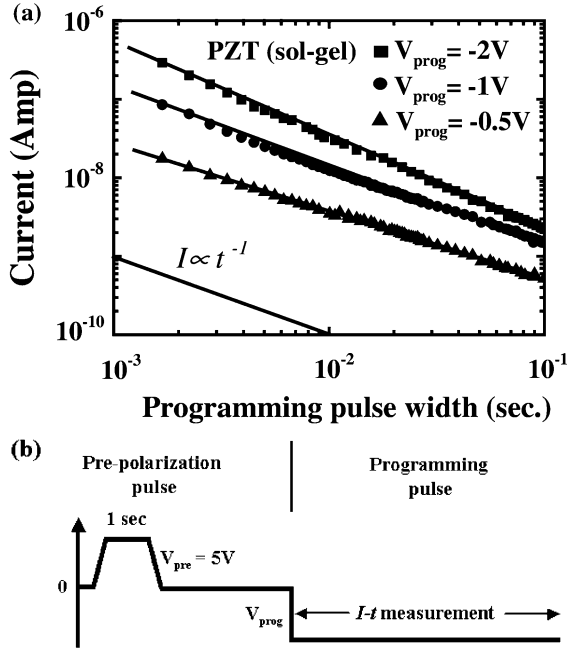 (a)
10⁻⁶
10⁻⁸
10⁻¹⁰
Current (Amp)
PZT (sol-gel)
V_prog = -2V
V_prog = -1V
V_prog = -0.5V
I∝ t ⁻¹
10⁻³
10⁻²
10⁻¹
Programming pulse width (sec.)
(b)
Pre-polarization
pulse
Programming
pulse
1 sec
V_pre = 5V
0
V_prog
I-t measurement